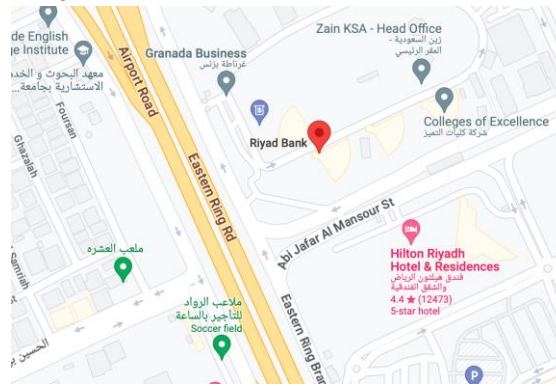 de English
ge Institute
معهد البحوث و الخد
الاستشارية بجامعة...
Airport Road
Granada Business
غرناطة بزنس
Zain KSA - Head Office
زين السعودية -
المقر الرئيسي
Colleges of Excellence
شركة كليات التميز
Riyad Bank
Foursan
Ghazalah
Eastern Ring Rd
Abi Jafar Al Mansour St
ملعب العشره
Samriah
Hilton Riyadh
Hotel & Residences
فندق هيلتون الرياض
والشقق الفندقية
4.4 ★ (12473)
5-star hotel
ملاعب الرواد
للتأجير بالساعة
Soccer field
Eastern Ring Bran
الحسين بن
P